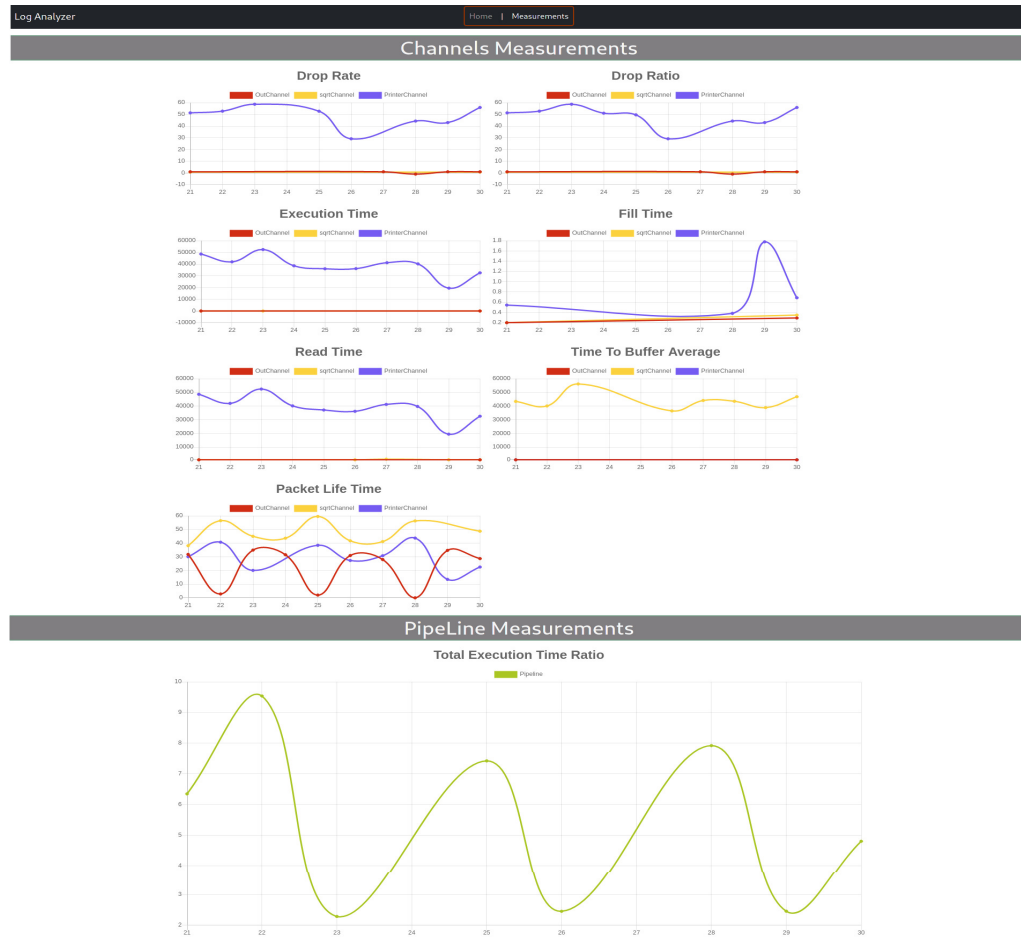 Log Analyzer
Home | Measurements
Channels Measurements
Drop Rate
OutChannel sqrtChannel PrinterChannel
60
50
40
30
20
10
0
-10
21 22 23 24 25 26 27 28 29 30
Drop Ratio
OutChannel sqrtChannel PrinterChannel
60
50
40
30
20
10
0
-10
21 22 23 24 25 26 27 28 29 30
Execution Time
OutChannel sqrtChannel PrinterChannel
60000
50000
40000
30000
20000
10000
0
-10000
21 22 23 24 25 26 27 28 29 30
Fill Time
OutChannel sqrtChannel PrinterChannel
1.8
1.6
1.4
1.2
1.0
0.8
0.6
0.4
0.2
21 22 23 24 25 26 27 28 29 30
Read Time
OutChannel sqrtChannel PrinterChannel
60000
50000
40000
30000
20000
10000
0
21 22 23 24 25 26 27 28 29 30
Time To Buffer Average
OutChannel sqrtChannel PrinterChannel
60000
50000
40000
30000
20000
10000
0
21 22 23 24 25 26 27 28 29 30
Packet Life Time
OutChannel sqrtChannel PrinterChannel
60
50
40
30
20
10
0
21 22 23 24 25 26 27 28 29 30
PipeLine Measurements
Total Execution Time Ratio
Pipeline
10
9
8
7
6
5
4
3
2
21 22 23 24 25 26 27 28 29 30